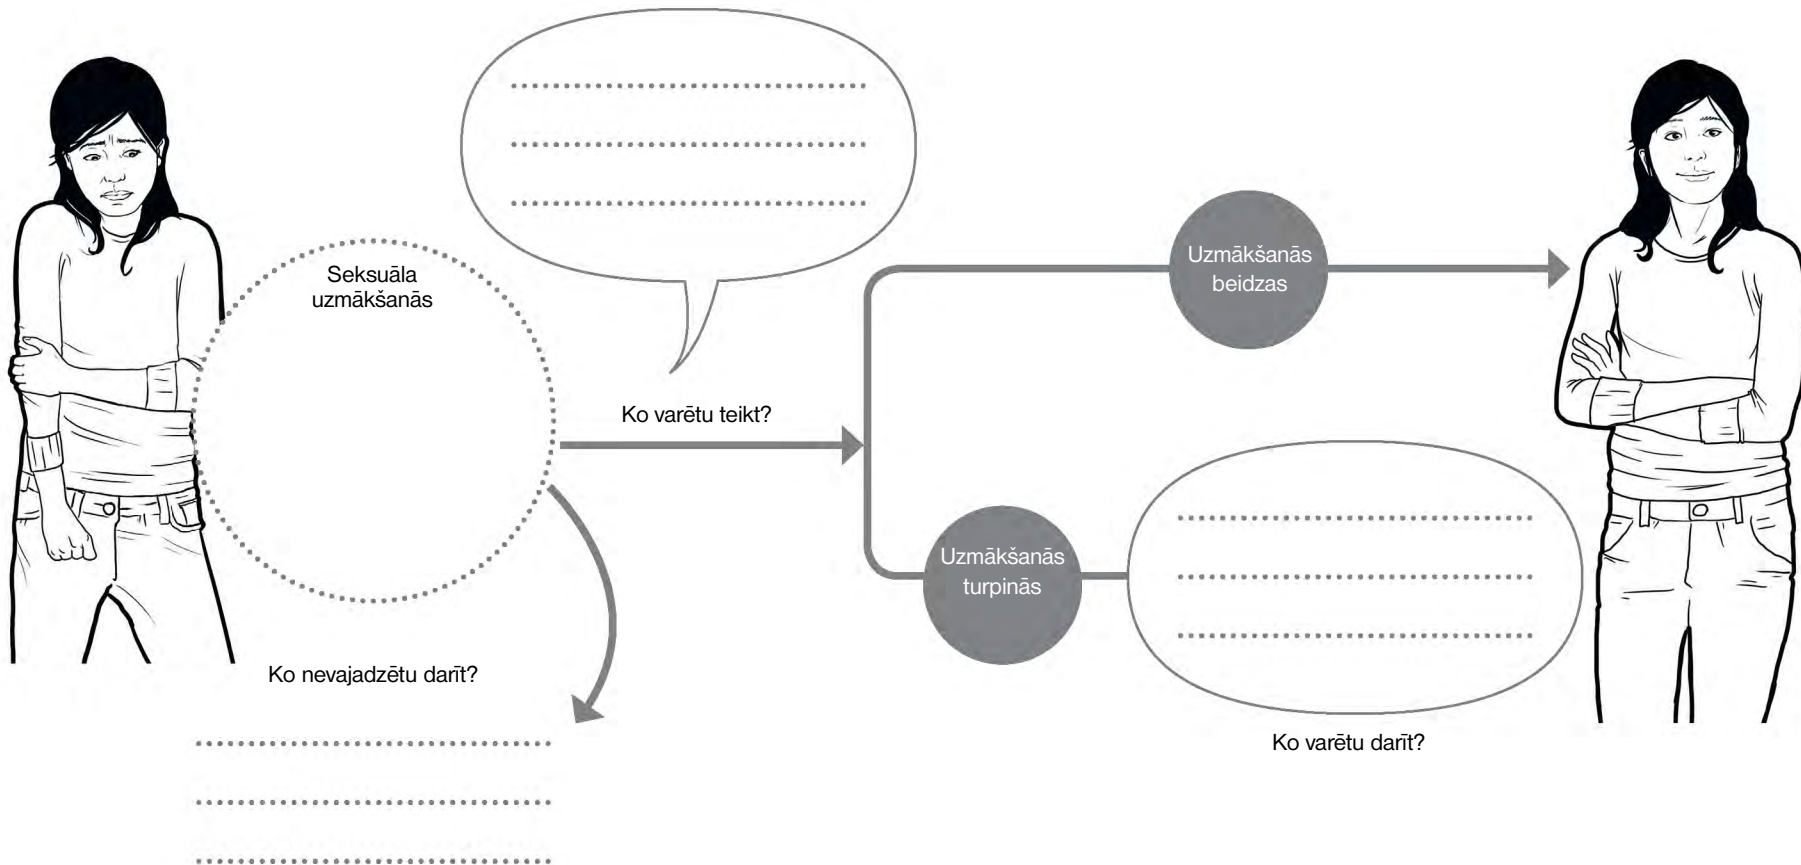 Seksuāla
uzmākšanās
Ko varētu teikt?
Uzmākšanās
beidzas
Uzmākšanās
turpinās
Ko nevajadzētu darīt?
Ko varētu darīt?